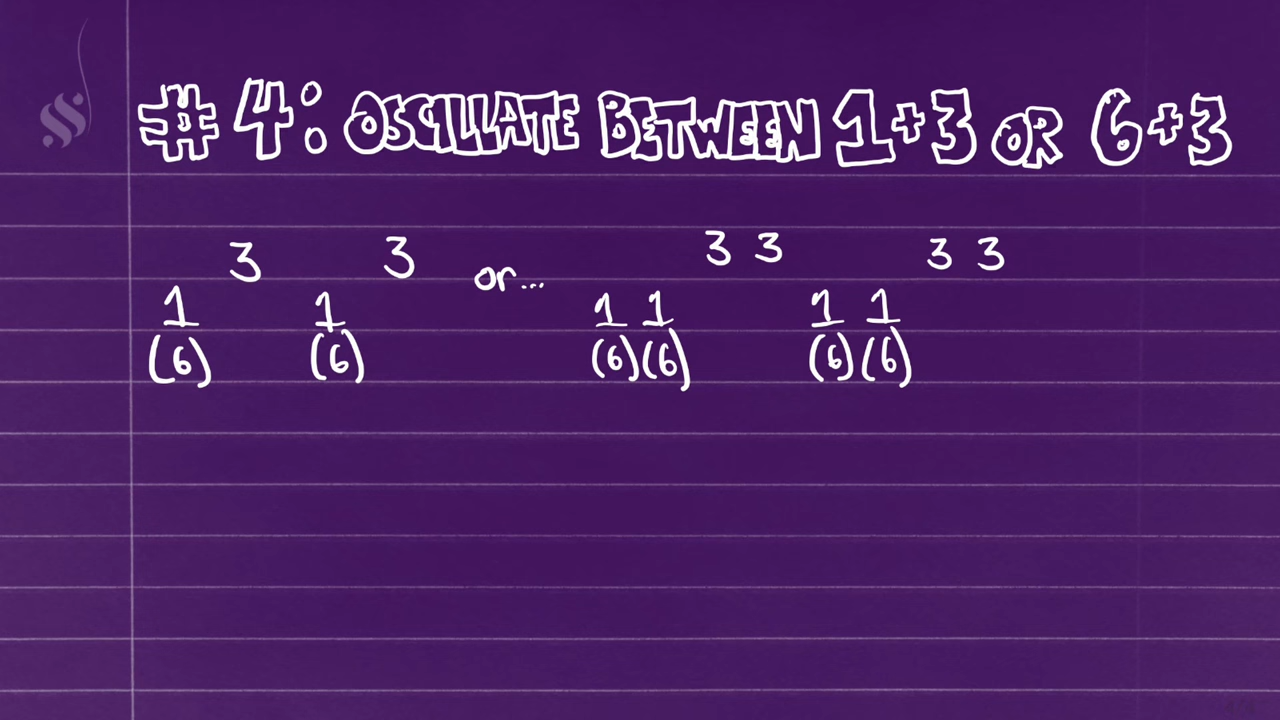 # 4: OSCILLATE BETWEEN 1+3 OR 6+3
3 3 3 3 3 3
or...
1 1 1 1 1 1
(6) (6) (6)(6) (6)(6)